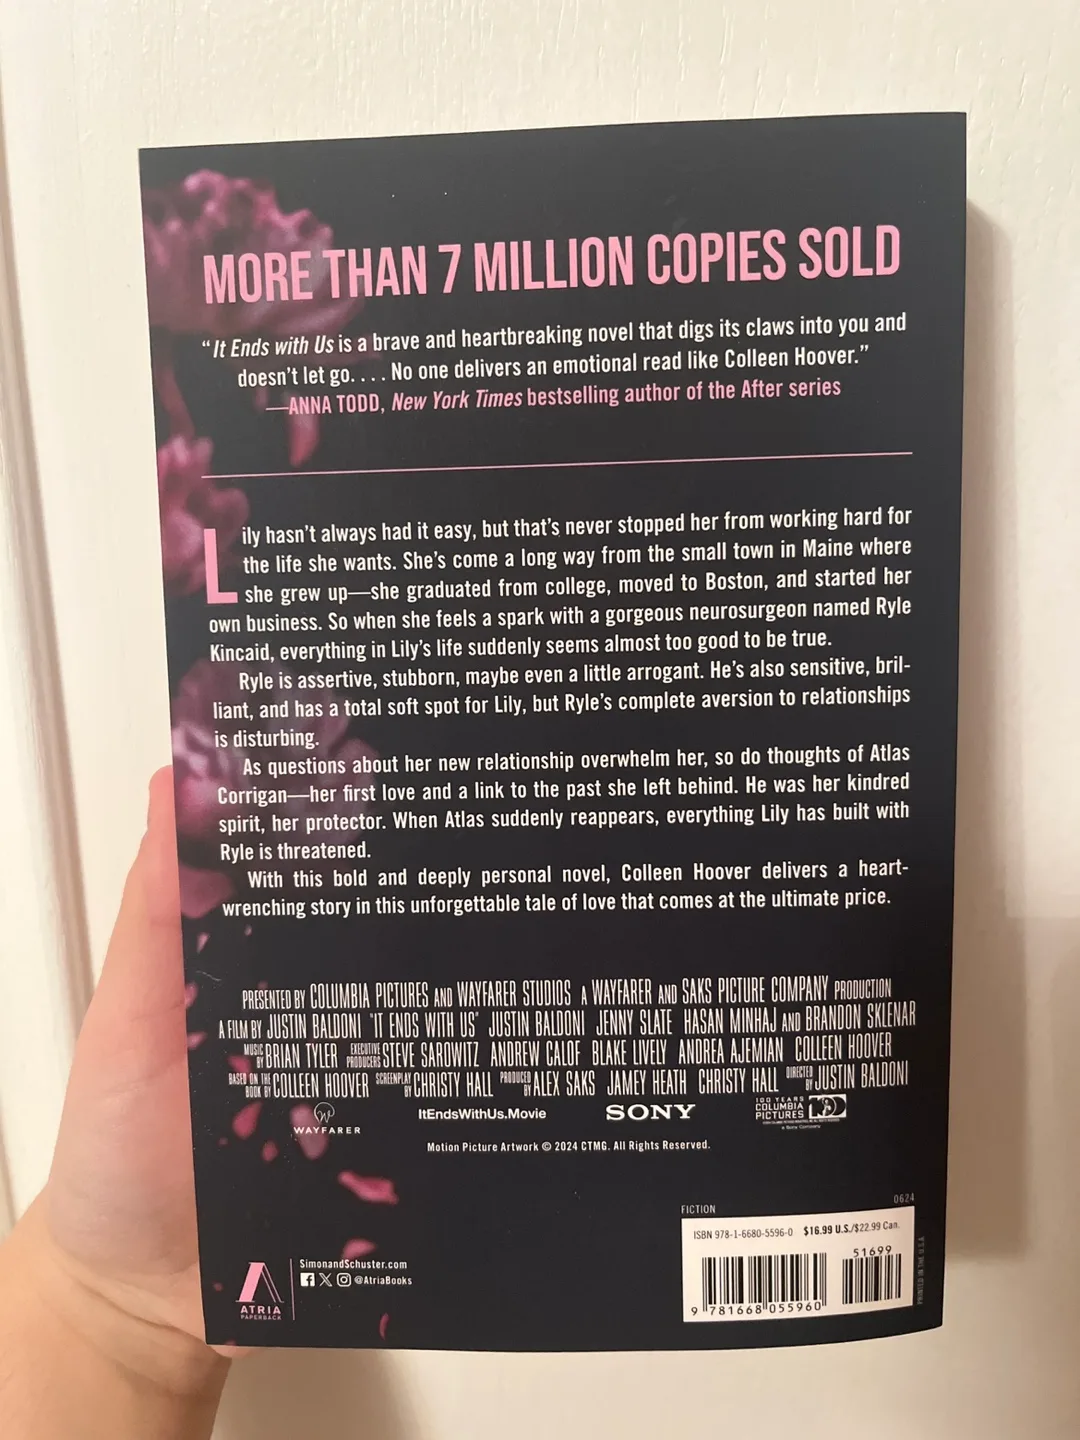 MORE THAN 7 MILLION COPIES SOLD
“It Ends with Us is a brave and heartbreaking novel that digs its claws into you and
doesn’t let go. . . . No one delivers an emotional read like Colleen Hoover.”
—ANNA TODD, New York Times bestselling author of the After series
Lily hasn’t always had it easy, but that’s never stopped her from working hard for
the life she wants. She’s come a long way from the small town in Maine where
she grew up—she graduated from college, moved to Boston, and started her
own business. So when she feels a spark with a gorgeous neurosurgeon named Ryle
Kincaid, everything in Lily’s life suddenly seems almost too good to be true.
Ryle is assertive, stubborn, maybe even a little arrogant. He’s also sensitive, bril-
liant, and has a total soft spot for Lily, but Ryle’s complete aversion to relationships
is disturbing.
As questions about her new relationship overwhelm her, so do thoughts of Atlas
Corrigan—her first love and a link to the past she left behind. He was her kindred
spirit, her protector. When Atlas suddenly reappears, everything Lily has built with
Ryle is threatened.
With this bold and deeply personal novel, Colleen Hoover delivers a heart-
wrenching story in this unforgettable tale of love that comes at the ultimate price.
PRESENTED BY COLUMBIA PICTURES AND WAYFARER STUDIOS A WAYFARER AND SAKS PICTURE COMPANY PRODUCTION
A FILM BY JUSTIN BALDONI "IT ENDS WITH US" JUSTIN BALDONI JENNY SLATE HASAN MINHAJ AND BRANDON SKLENAR
MUSIC BY BRIAN TYLER EXECUTIVE PRODUCERS STEVE SAROWITZ ANDREW CALOF BLAKE LIVELY ANDREA AJEMIAN COLLEEN HOOVER
BASED ON THE BOOK BY COLLEEN HOOVER SCREENPLAY BY CHRISTY HALL PRODUCED BY ALEX SAKS JAMEY HEATH CHRISTY HALL DIRECTED BY JUSTIN BALDONI
WAYFARER
ItEndsWithUs.Movie
SONY
100 YEARS
COLUMBIA
PICTURES
a Sony Company
Motion Picture Artwork © 2024 CTMG. All Rights Reserved.
FICTION
0624
ISBN 978-1-6680-5596-0 $16.99 U.S./$22.99 Can.
51699
9 781668 055960
PRINTED IN THE U.S.A.
ATRIA
PAPERBACK
SimonandSchuster.com
@AtriaBooks